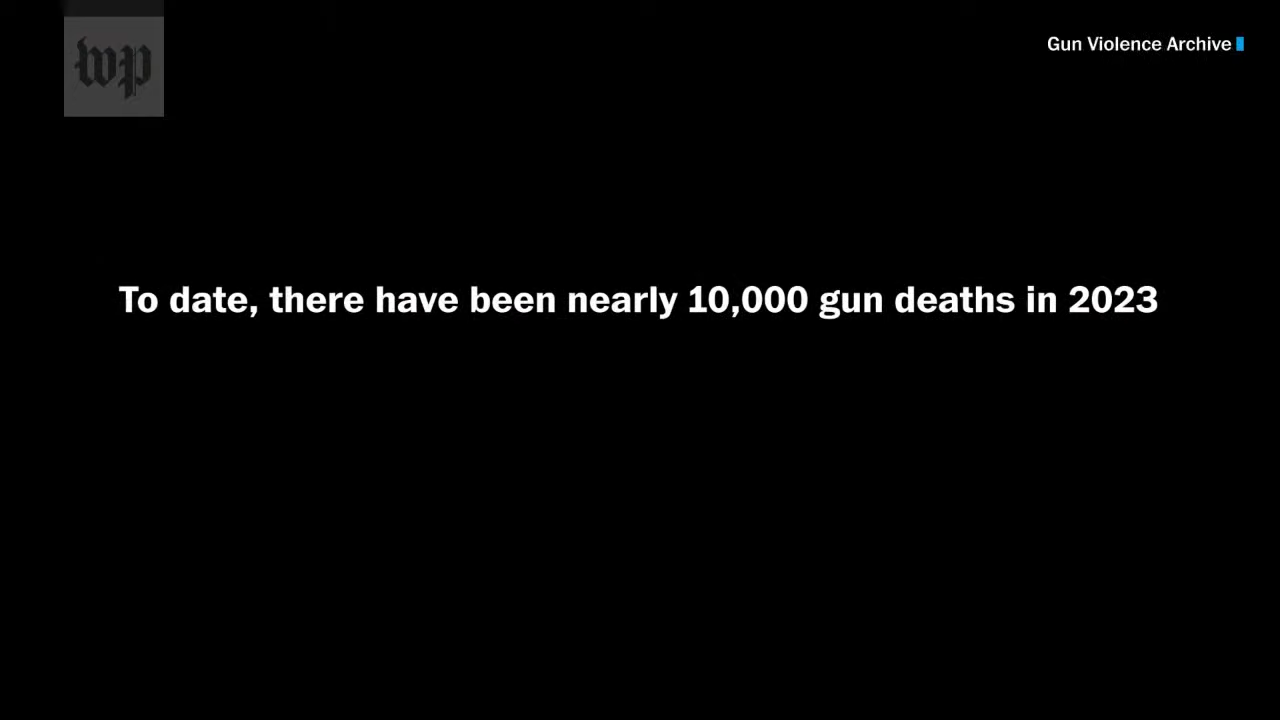 wp
Gun Violence Archive
To date, there have been nearly 10,000 gun deaths in 2023